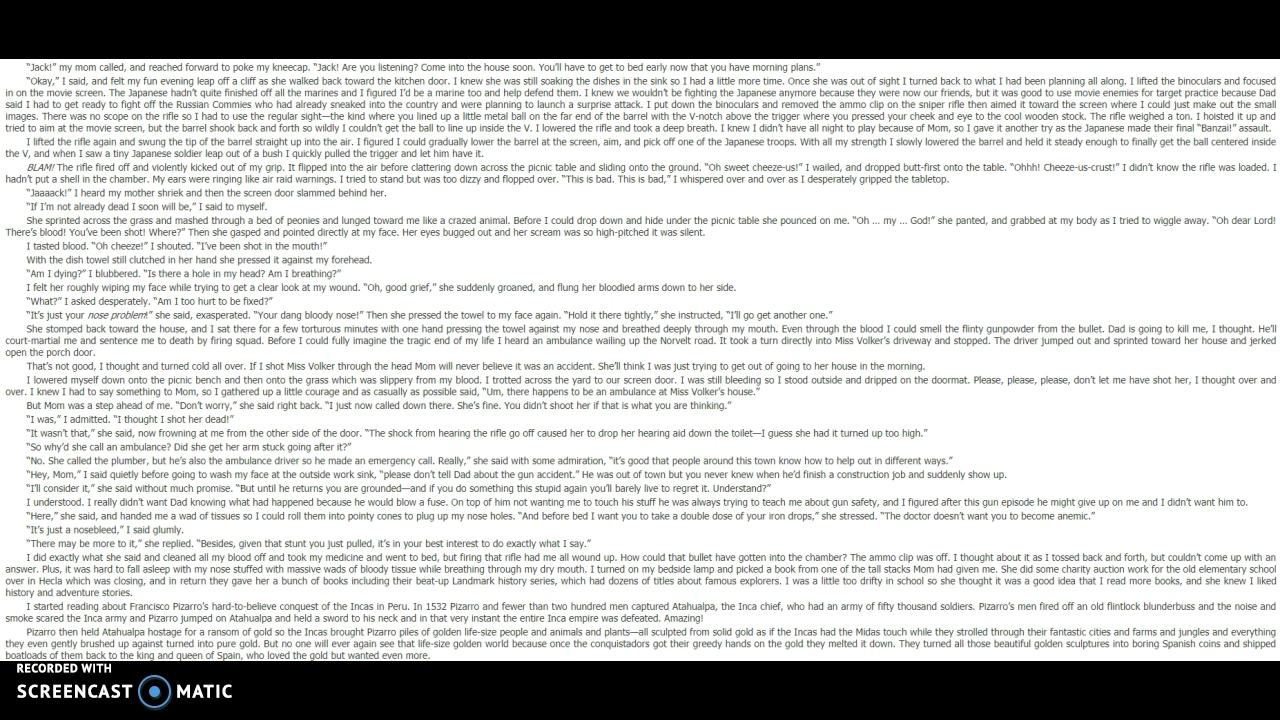 “Jack!” my mom called, and reached forward to poke my kneecap. “Jack! Are you listening? Come into the house soon. You’ll have to get to bed early now that you have morning plans.”
“Okay,” I said, and felt my fun evening leap off a cliff as she walked back toward the kitchen door. I knew she was still soaking the dishes in the sink so I had a little more time. Once she was out of sight I turned back to what I had been planning all along. I lifted the binoculars and focused
in on the movie screen. The Japanese hadn’t quite finished off all the marines and I figured I’d be a marine too and help defend them. I knew we wouldn’t be fighting the Japanese anymore because they were now our friends, but it was good to use movie enemies for target practice because Dad
said I had to get ready to fight off the Russian Commies who had already sneaked into the country and were planning to launch a surprise attack. I put down the binoculars and removed the ammo clip on the sniper rifle then aimed it toward the screen where I could just make out the small
images. There was no scope on the rifle so I had to use the regular sight—the kind where you lined up a little metal ball on the far end of the barrel with the V-notch above the trigger where you pressed your cheek and eye to the cool wooden stock. The rifle weighed a ton. I hoisted it up and
tried to aim at the movie screen, but the barrel shook back and forth so wildly I couldn’t get the ball to line up inside the V. I lowered the rifle and took a deep breath. I knew I didn’t have all night to play because of Mom, so I gave it another try as the Japanese made their final “Banzai!” assault.
I lifted the rifle again and swung the tip of the barrel straight up into the air. I figured I could gradually lower the barrel at the screen, aim, and pick off one of the Japanese troops. With all my strength I slowly lowered the barrel and held it steady enough to finally get the ball centered inside
the V, and when I saw a tiny Japanese soldier leap out of a bush I quickly pulled the trigger and let him have it.
BLAM! The rifle fired off and violently kicked out of my grip. It flipped into the air before clattering down across the picnic table and sliding onto the ground. “Oh sweet cheeze-us!” I wailed, and dropped butt-first onto the table. “Ohhh! Cheeze-us-crust!” I didn’t know the rifle was loaded. I
hadn’t put a shell in the chamber. My ears were ringing like air raid warnings. I tried to stand but was too dizzy and flopped over. “This is bad. This is bad,” I whispered over and over as I desperately gripped the tabletop.
“Jaaaack!” I heard my mother shriek and then the screen door slammed behind her.
“If I’m not already dead I soon will be,” I said to myself.
She sprinted across the grass and mashed through a bed of peonies and lunged toward me like a crazed animal. Before I could drop down and hide under the picnic table she pounced on me. “Oh ... my ... God!” she panted, and grabbed at my body as I tried to wiggle away. “Oh dear Lord!
There’s blood! You’ve been shot! Where?” Then she gasped and pointed directly at my face. Her eyes bugged out and her scream was so high-pitched it was silent.
I tasted blood. “Oh cheeze!” I shouted. “I’ve been shot in the mouth!”
With the dish towel still clutched in her hand she pressed it against my forehead.
“Am I dying?” I blubbered. “Is there a hole in my head? Am I breathing?”
I felt her roughly wiping my face while trying to get a clear look at my wound. “Oh, good grief,” she suddenly groaned, and flung her bloodied arms down to her side.
“What?” I asked desperately. “Am I too hurt to be fixed?”
“It’s just your nose problem!” she said, exasperated. “Your dang bloody nose!” Then she pressed the towel to my face again. “Hold it there tightly,” she instructed, “I’ll go get another one.”
She stomped back toward the house, and I sat there for a few torturous minutes with one hand pressing the towel against my nose and breathed deeply through my mouth. Even through the blood I could smell the flinty gunpowder from the bullet. Dad is going to kill me, I thought. He’ll
court-martial me and sentence me to death by firing squad. Before I could fully imagine the tragic end of my life I heard an ambulance wailing up the Norvelt road. It took a turn directly into Miss Volker’s driveway and stopped. The driver jumped out and sprinted toward her house and jerked
open the porch door.
That’s not good, I thought and turned cold all over. If I shot Miss Volker through the head Mom will never believe it was an accident. She’ll think I was just trying to get out of going to her house in the morning.
I lowered myself down onto the picnic bench and then onto the grass which was slippery from my blood. I trotted across the yard to our screen door. I was still bleeding so I stood outside and dripped on the doormat. Please, please, please, don’t let me have shot her, I thought over and
over. I knew I had to say something to Mom, so I gathered up a little courage and as casually as possible said, “Um, there happens to be an ambulance at Miss Volker’s house.”
But Mom was a step ahead of me. “Don’t worry,” she said right back. “I just now called down there. She’s fine. You didn’t shoot her if that is what you are thinking.”
“I was,” I admitted. “I thought I shot her dead!”
“It wasn’t that,” she said, now frowning at me from the other side of the door. “The shock from hearing the rifle go off caused her to drop her hearing aid down the toilet—I guess she had it turned up too high.”
“So why’d she call an ambulance? Did she get her arm stuck going after it?”
“No. She called the plumber, but he’s also the ambulance driver so he made an emergency call. Really,” she said with some admiration, “it’s good that people around this town know how to help out in different ways.”
“Hey, Mom,” I said quietly before going to wash my face at the outside work sink, “please don’t tell Dad about the gun accident.” He was out of town but you never knew when he’d finish a construction job and suddenly show up.
“I’ll consider it,” she said without much promise. “But until he returns you are grounded—and if you do something this stupid again you’ll barely live to regret it. Understand?”
I understood. I really didn’t want Dad knowing what had happened because he would blow a fuse. On top of him not wanting me to touch his stuff he was always trying to teach me about gun safety, and I figured after this gun episode he might give up on me and I didn’t want him to.
“Here,” she said, and handed me a wad of tissues so I could roll them into pointy cones to plug up my nose holes. “And before bed I want you to take a double dose of your iron drops,” she stressed. “The doctor doesn’t want you to become anemic.”
“It’s just a nosebleed,” I said glumly.
“There may be more to it,” she replied. “Besides, given that stunt you just pulled, it’s in your best interest to do exactly what I say.”
I did exactly what she said and cleaned all my blood off and took my medicine and went to bed, but firing that rifle had me all wound up. How could that bullet have gotten into the chamber? The ammo clip was off. I thought about it as I tossed back and forth, but couldn’t come up with an
answer. Plus, it was hard to fall asleep with my nose stuffed with massive wads of bloody tissue while breathing through my dry mouth. I turned on my bedside lamp and picked a book from one of the tall stacks Mom had given me. She did some charity auction work for the old elementary school
over in Hecla which was closing, and in return they gave her a bunch of books including their beat-up Landmark history series, which had dozens of titles about famous explorers. I was a little too drifty in school so she thought it was a good idea that I read more books, and she knew I liked
history and adventure stories.
I started reading about Francisco Pizarro’s hard-to-believe conquest of the Incas in Peru. In 1532 Pizarro and fewer than two hundred men captured Atahualpa, the Inca chief, who had an army of fifty thousand soldiers. Pizarro’s men fired off an old flintlock blunderbuss and the noise and
smoke scared the Inca army and Pizarro jumped on Atahualpa and held a sword to his neck and in that very instant the entire Inca empire was defeated. Amazing!
Pizarro then held Atahualpa hostage for a ransom of gold so the Incas brought Pizarro piles of golden life-size people and animals and plants—all sculpted from solid gold as if the Incas had the Midas touch while they strolled through their fantastic cities and farms and jungles and everything
they even gently brushed up against turned into pure gold. But no one will ever again see that life-size golden world because once the conquistadors got their greedy hands on the gold they melted it down. They turned all those beautiful golden sculptures into boring Spanish coins and shipped
boatloads of them back to the king and queen of Spain, who loved the gold but wanted even more.
RECORDED WITH
SCREENCAST MATIC